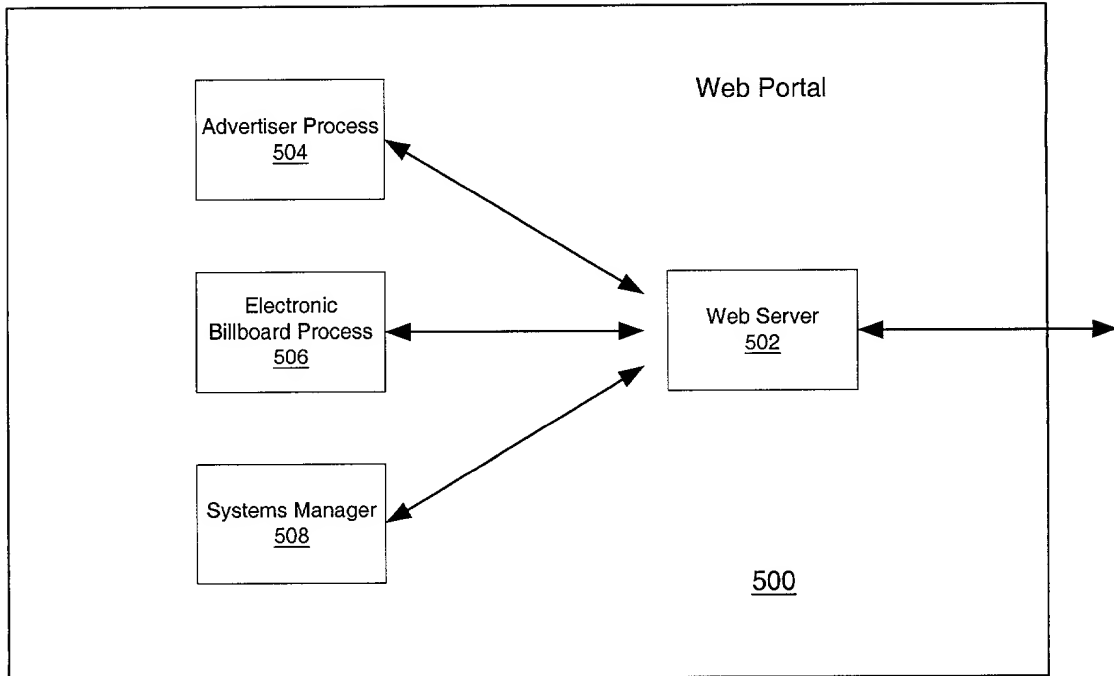 Web Portal
Advertiser Process
504
Electronic
Billboard Process
506
Web Server
502
Systems Manager
508
500